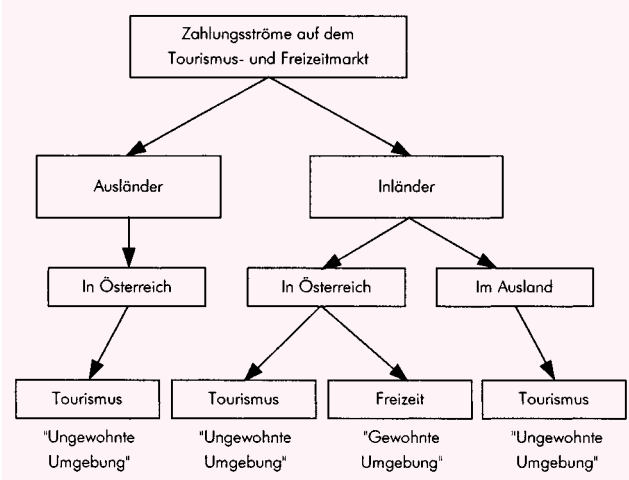 Zahlungsströme auf dem
Tourismus- und Freizeitmarkt
Ausländer
Inländer
In Österreich
In Österreich
Im Ausland
Tourismus
Tourismus
Freizeit
Tourismus
"Ungewohnte
Umgebung"
"Ungewohnte
Umgebung"
"Gewohnte
Umgebung"
"Ungewohnte
Umgebung"